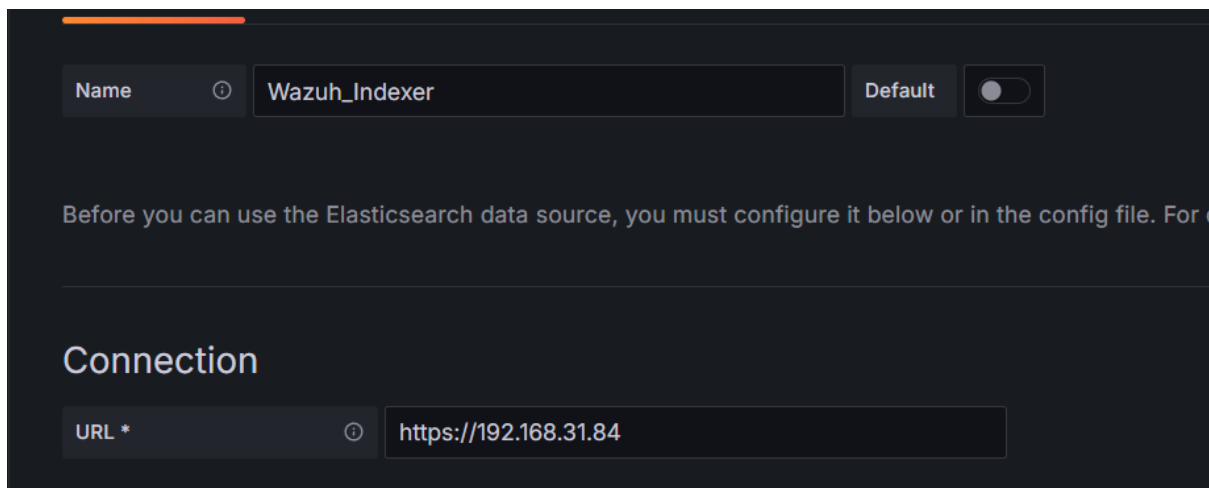 Name Wazuh_Indexer Default
Before you can use the Elasticsearch data source, you must configure it below or in the config file. For
Connection
URL * https://192.168.31.84